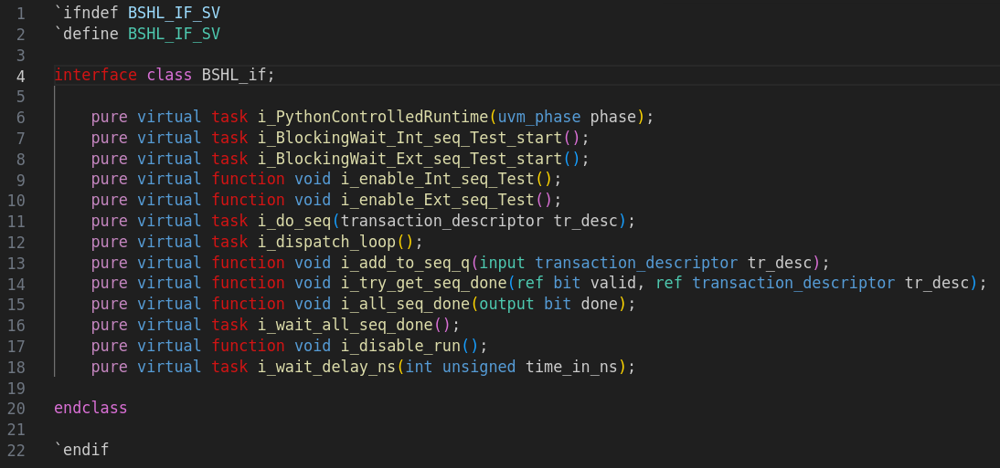 1 `ifndef BSHL_IF_SV
2 `define BSHL_IF_SV
3
4 interface class BSHL_if;
5
6     pure virtual task i_PythonControlledRuntime(uvm_phase phase);
7     pure virtual task i_BlockingWait_Int_seq_Test_start();
8     pure virtual task i_BlockingWait_Ext_seq_Test_start();
9     pure virtual function void i_enable_Int_seq_Test();
10     pure virtual function void i_enable_Ext_seq_Test();
11     pure virtual task i_do_seq(transaction_descriptor tr_desc);
12     pure virtual task i_dispatch_loop();
13     pure virtual function void i_add_to_seq_q(input transaction_descriptor tr_desc);
14     pure virtual function void i_try_get_seq_done(ref bit valid, ref transaction_descriptor tr_desc);
15     pure virtual function void i_all_seq_done(output bit done);
16     pure virtual task i_wait_all_seq_done();
17     pure virtual function void i_disable_run();
18     pure virtual task i_wait_delay_ns(int unsigned time_in_ns);
19
20 endclass
21
22 `endif